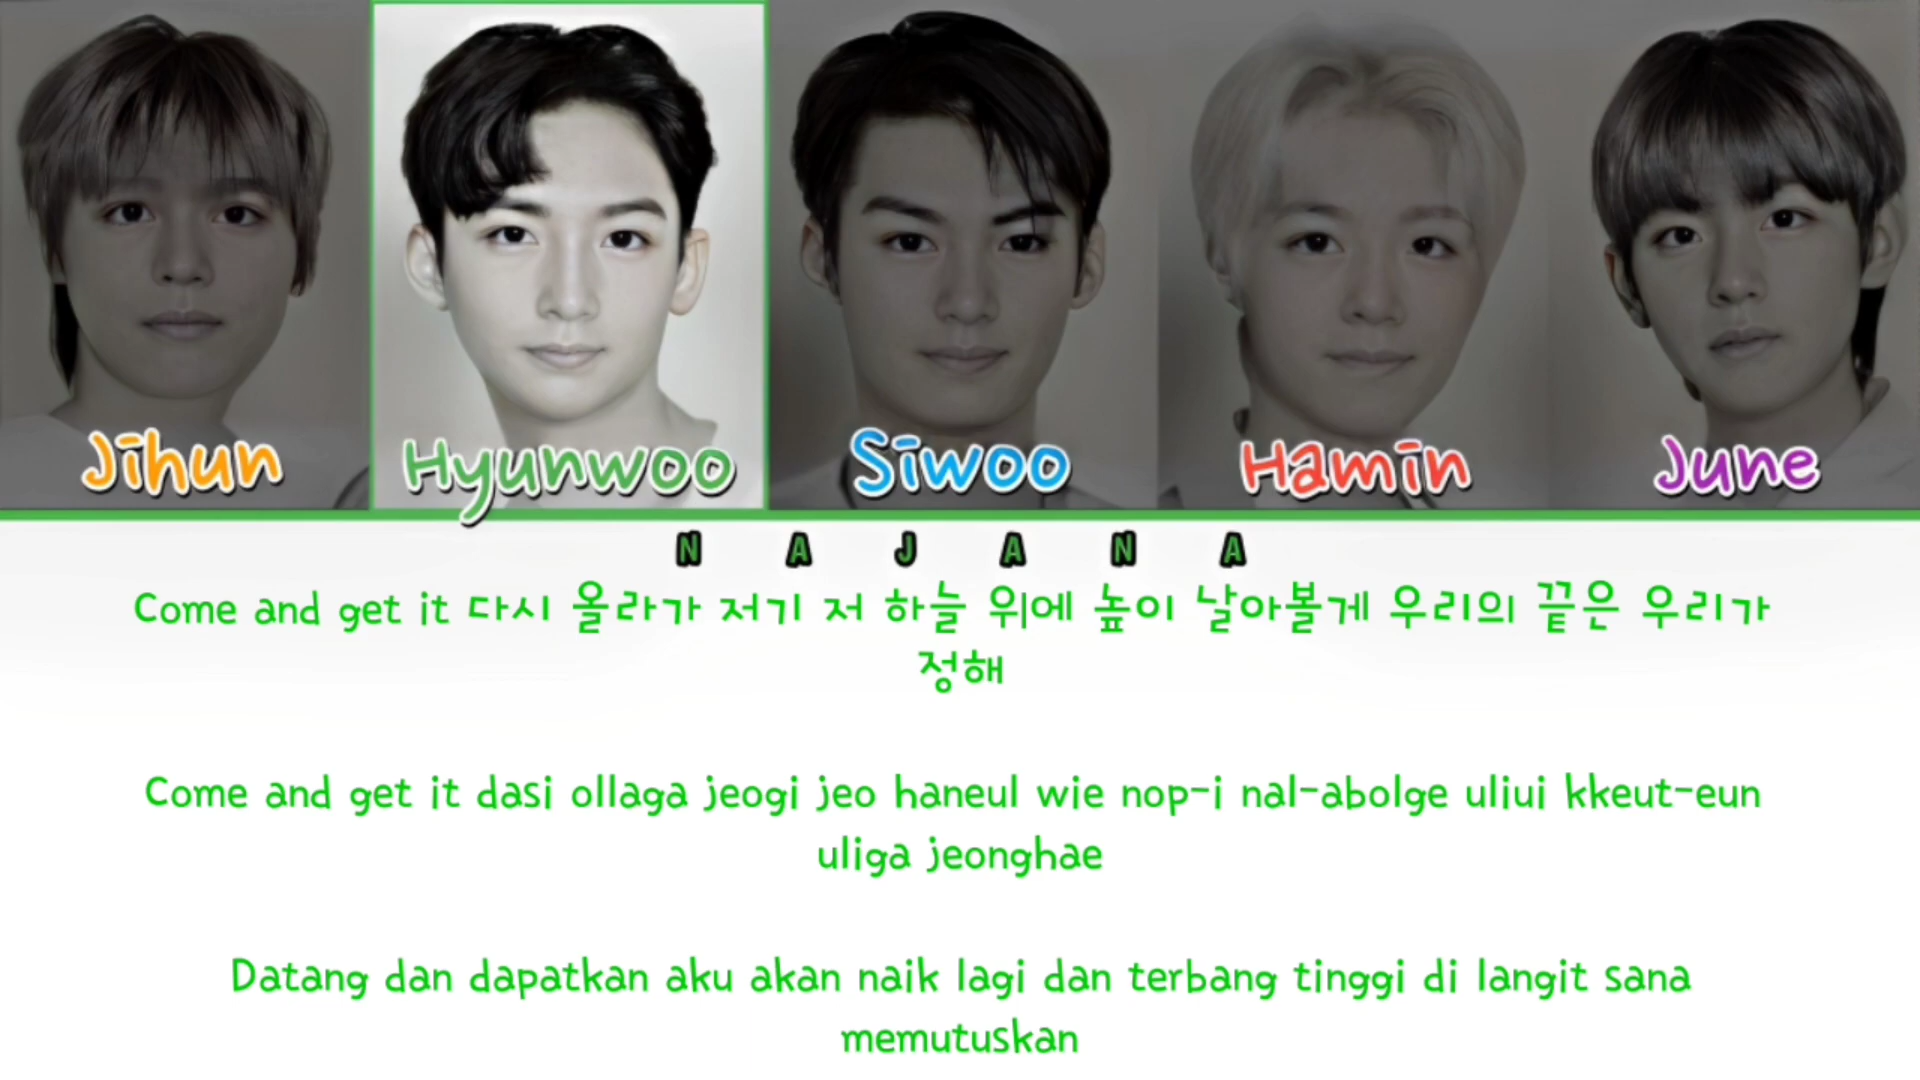 Jihun Hyunwoo Siwoo Hamin June
N A J A N A
Come and get it 다시 올라가 저기 저 하늘 위에 높이 날아볼게 우리의 끝은 우리가
정해
Come and get it dasi ollaga jeogi jeo haneul wie nop-i nal-abolge uliui kkeut-eun
uliga jeonghae
Datang dan dapatkan aku akan naik lagi dan terbang tinggi di langit sana
memutuskan